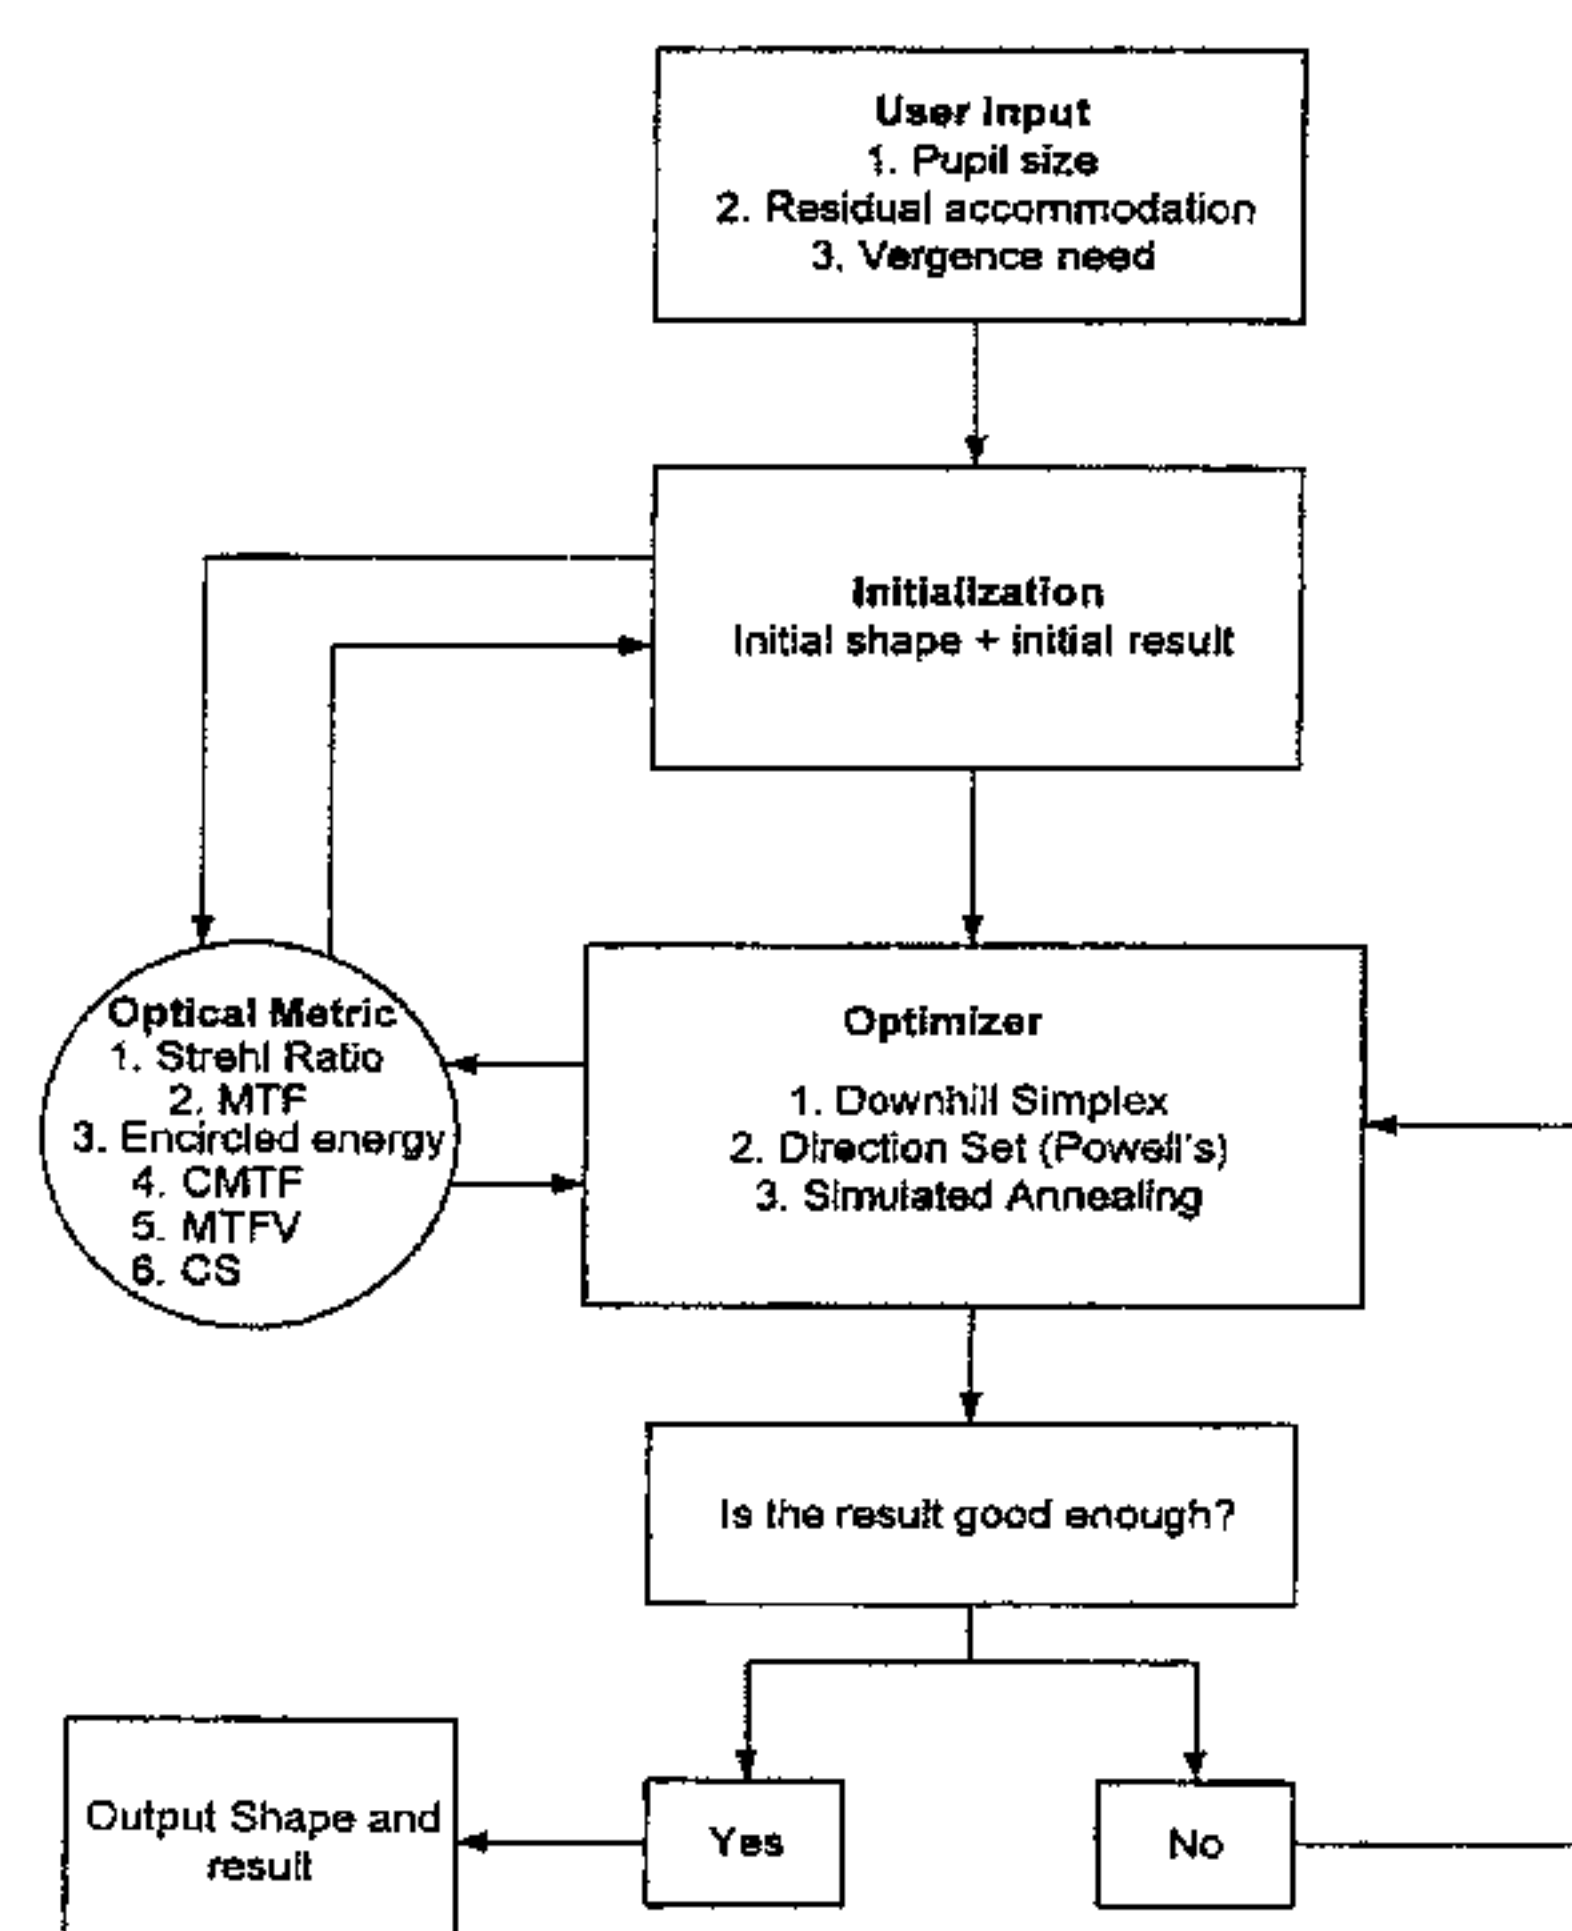 User Input
1. Pupil size
2. Residual accommodation
3. Vergence need
Initialization
Initial shape + initial result
Optical Metric
1. Strehl Ratio
2. MTF
3. Encircled energy
4. CMTF
5. MTFV
6. CS
Optimizer
1. Downhill Simplex
2. Direction Set (Powell's)
3. Simulated Annealing
Is the result good enough?
Output Shape and
result
Yes
No